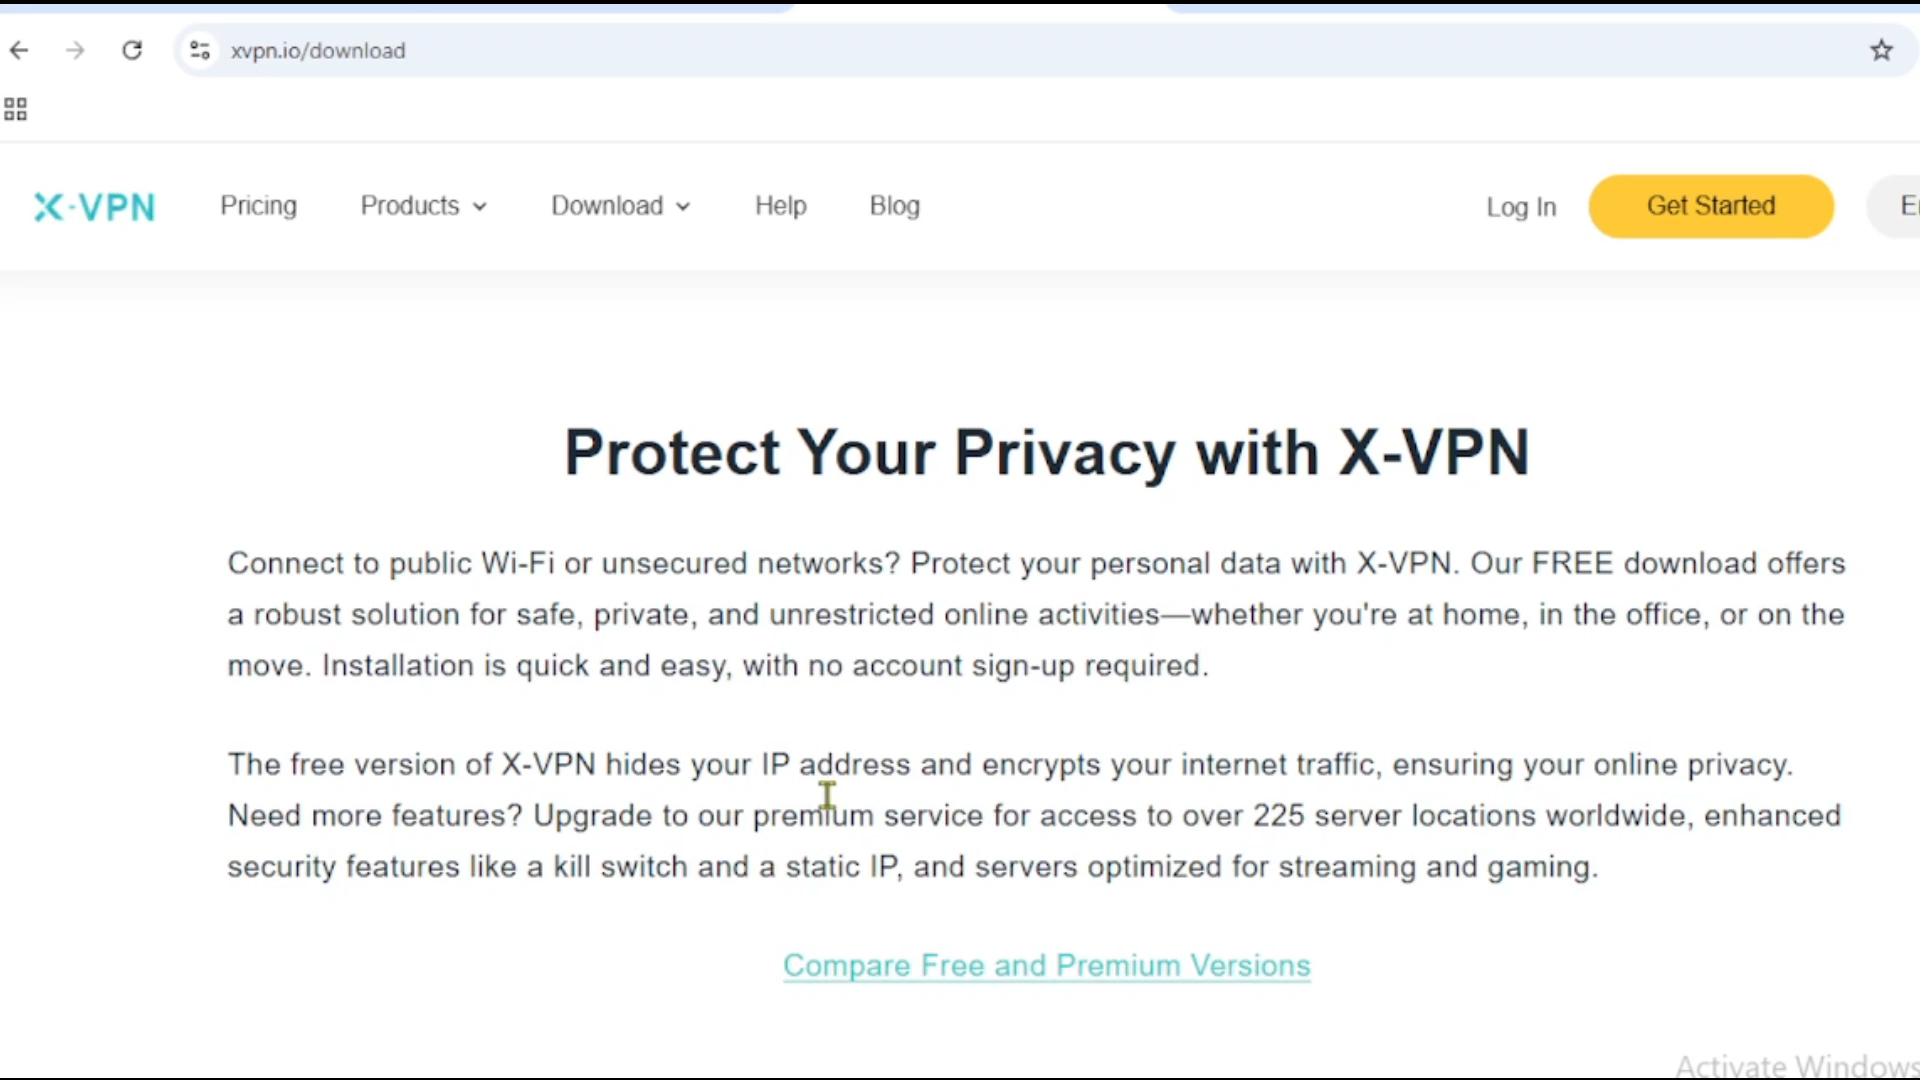 xvpn.io/download
X-VPN
Pricing
Products
Download
Help
Blog
Log In
Get Started
Protect Your Privacy with X-VPN
Connect to public Wi-Fi or unsecured networks? Protect your personal data with X-VPN. Our FREE download offers
a robust solution for safe, private, and unrestricted online activities—whether you're at home, in the office, or on the
move. Installation is quick and easy, with no account sign-up required.
The free version of X-VPN hides your IP address and encrypts your internet traffic, ensuring your online privacy.
Need more features? Upgrade to our premium service for access to over 225 server locations worldwide, enhanced
security features like a kill switch and a static IP, and servers optimized for streaming and gaming.
Compare Free and Premium Versions
Activate Windows